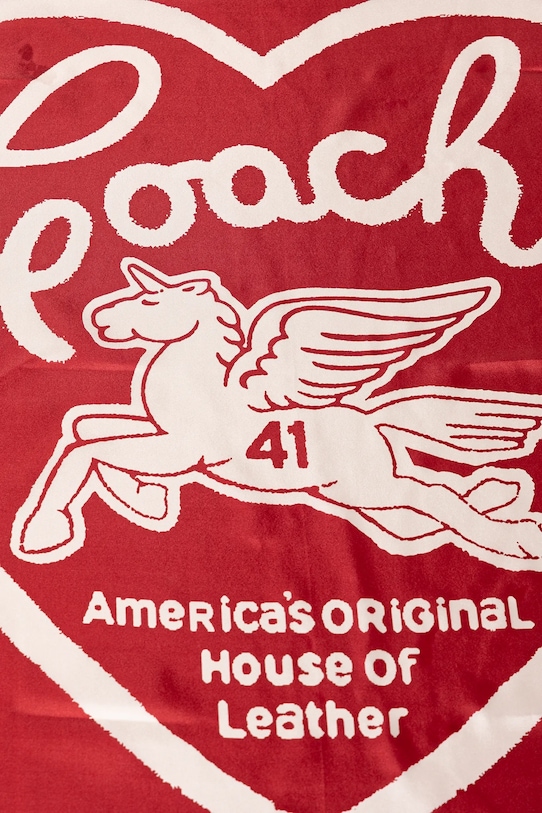 Coach
41
America's Original
House Of
Leather